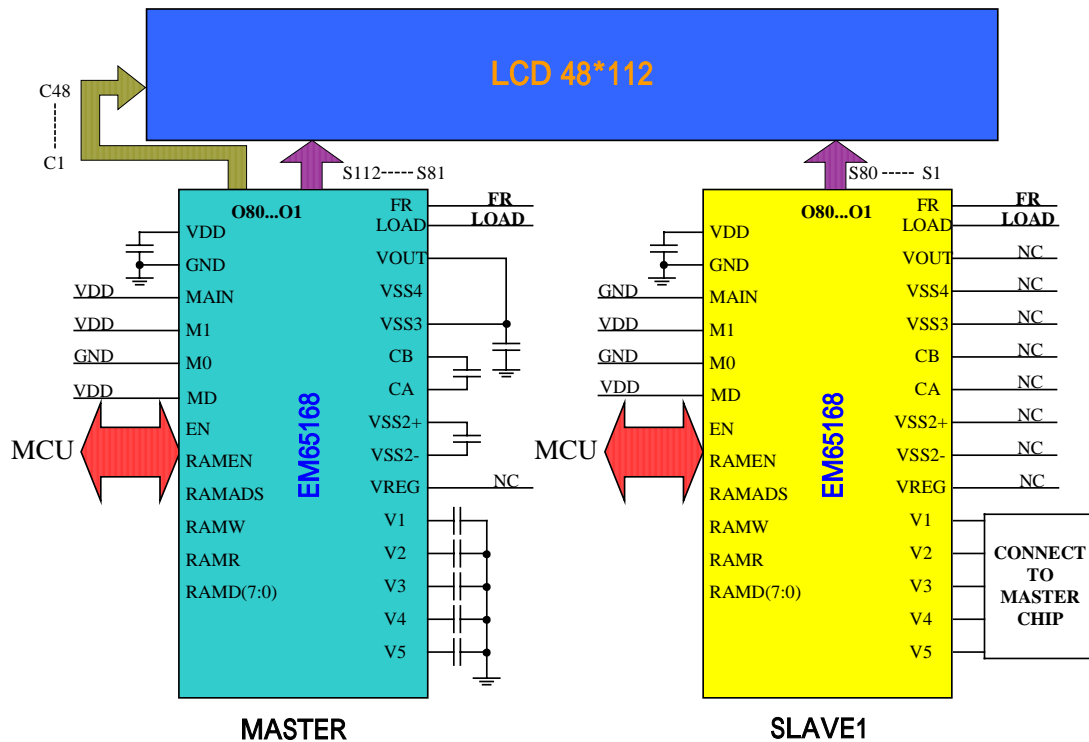 LCD 48*112
C48
C1
S112 S81
S80 S1
O80...O1
VDD
GND
MAIN
M1
M0
MD
EN
RAMEN
RAMADS
RAMW
RAMR
RAMD(7:0)
VDD
VDD
GND
VDD
MCU
EM65168
FR
LOAD
VOUT
VSS4
VSS3
CB
CA
VSS2+
VSS2-
VREG
V1
V2
V3
V4
V5
FR
LOAD
NC
MASTER
O80...O1
VDD
GND
MAIN
M1
M0
MD
EN
RAMEN
RAMADS
RAMW
RAMR
RAMD(7:0)
GND
VDD
GND
VDD
MCU
EM65168
FR
LOAD
VOUT
VSS4
VSS3
CB
CA
VSS2+
VSS2-
VREG
V1
V2
V3
V4
V5
FR
LOAD
NC
NC
NC
NC
NC
NC
NC
NC
CONNECT
TO
MASTER
CHIP
SLAVE1